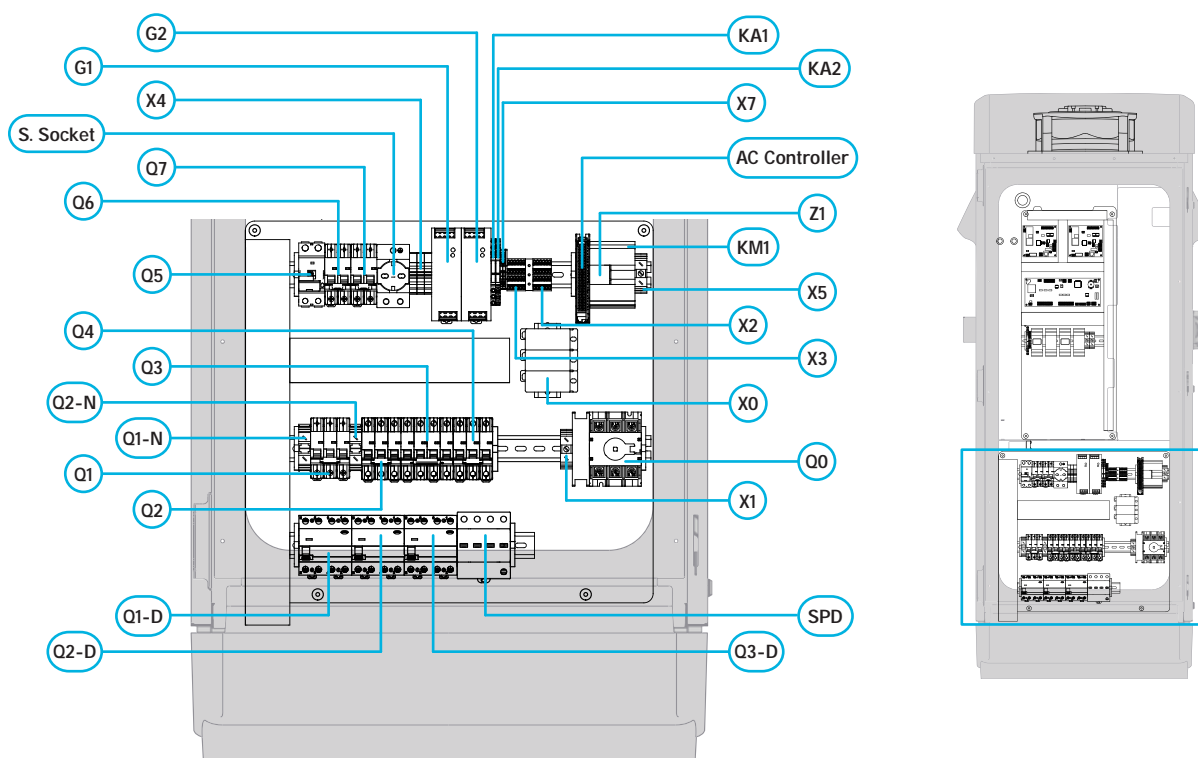 G2
KA1
G1
KA2
X4
X7
S. Socket
AC Controller
Q7
Q6
Z1
KM1
Q5
X5
Q4
X2
Q3
X3
Q2-N
X0
Q1-N
Q0
Q1
X1
Q2
Q1-D
SPD
Q2-D
Q3-D